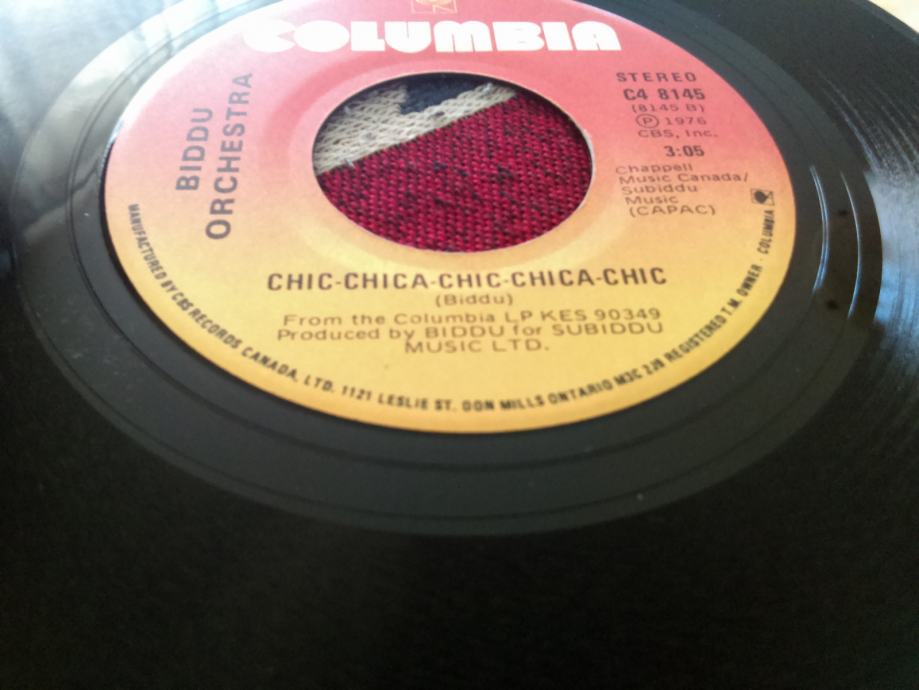 COLUMBIA
BIDDU
ORCHESTRA
STEREO
C4 8145
(8145 B)
Ⓟ 1976
CBS, Inc.
3:05
Chappell
Music Canada/
Subiddu
Music
(CAPAC)
CHIC-CHICA-CHIC-CHICA-CHIC
(Biddu)
From the Columbia LP KES 90349
Produced by BIDDU for SUBIDDU
MUSIC LTD.
MANUFACTURED BY CBS RECORDS CANADA, LTD. 1121 LESLIE ST. DON MILLS ONTARIO M3C 2J9 REGISTERED T.M. OWNER · COLUMBIA